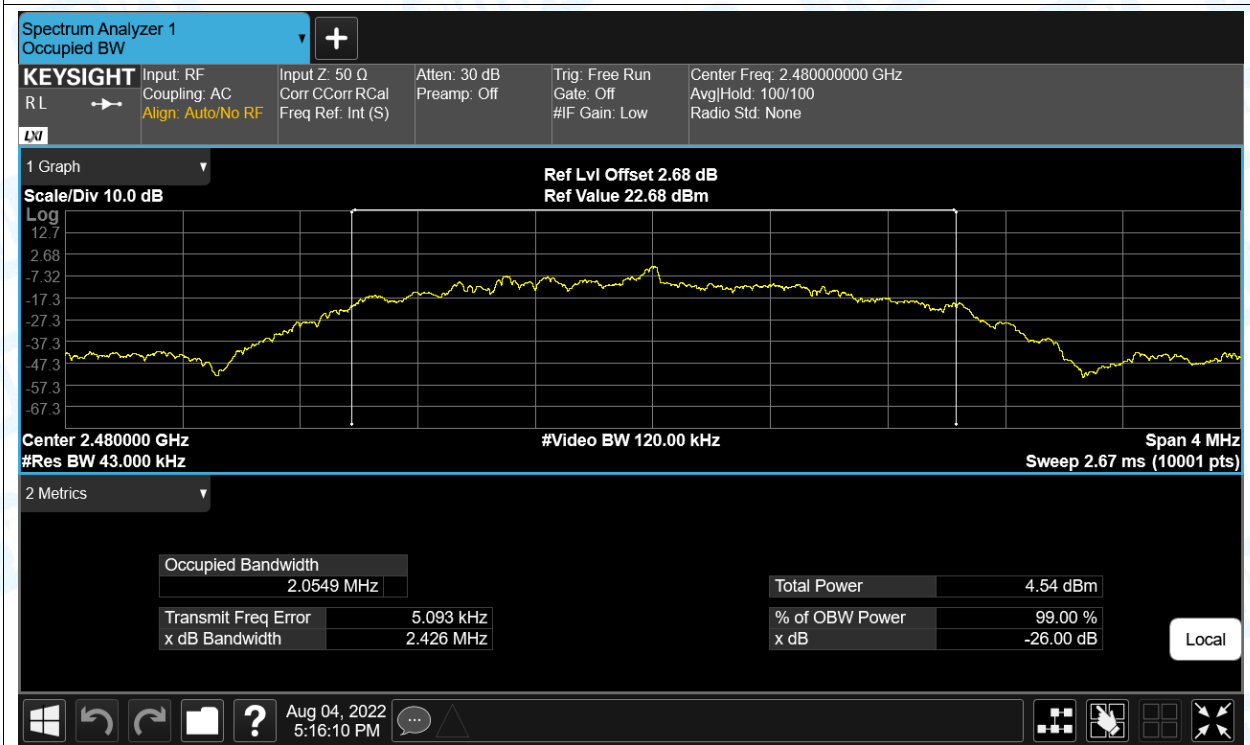 Spectrum Analyzer 1
Occupied BW
KEYSIGHT
R L
LXI
Input: RF
Coupling: AC
Align: Auto/No RF
Input Z: 50 Ω
Corr CCorr RCal
Freq Ref: Int (S)
Atten: 30 dB
Preamp: Off
Trig: Free Run
Gate: Off
#IF Gain: Low
Center Freq: 2.480000000 GHz
Avg|Hold: 100/100
Radio Std: None
1 Graph
Scale/Div 10.0 dB
Ref Lvl Offset 2.68 dB
Ref Value 22.68 dBm
Log
12.7
2.68
-7.32
-17.3
-27.3
-37.3
-47.3
-57.3
-67.3
Center 2.480000 GHz
#Video BW 120.00 kHz
Span 4 MHz
#Res BW 43.000 kHz
Sweep 2.67 ms (10001 pts)
2 Metrics
Occupied Bandwidth
2.0549 MHz
Total Power 4.54 dBm
Transmit Freq Error 5.093 kHz
% of OBW Power 99.00 %
x dB Bandwidth 2.426 MHz
x dB -26.00 dB
Local
?
Aug 04, 2022
5:16:10 PM